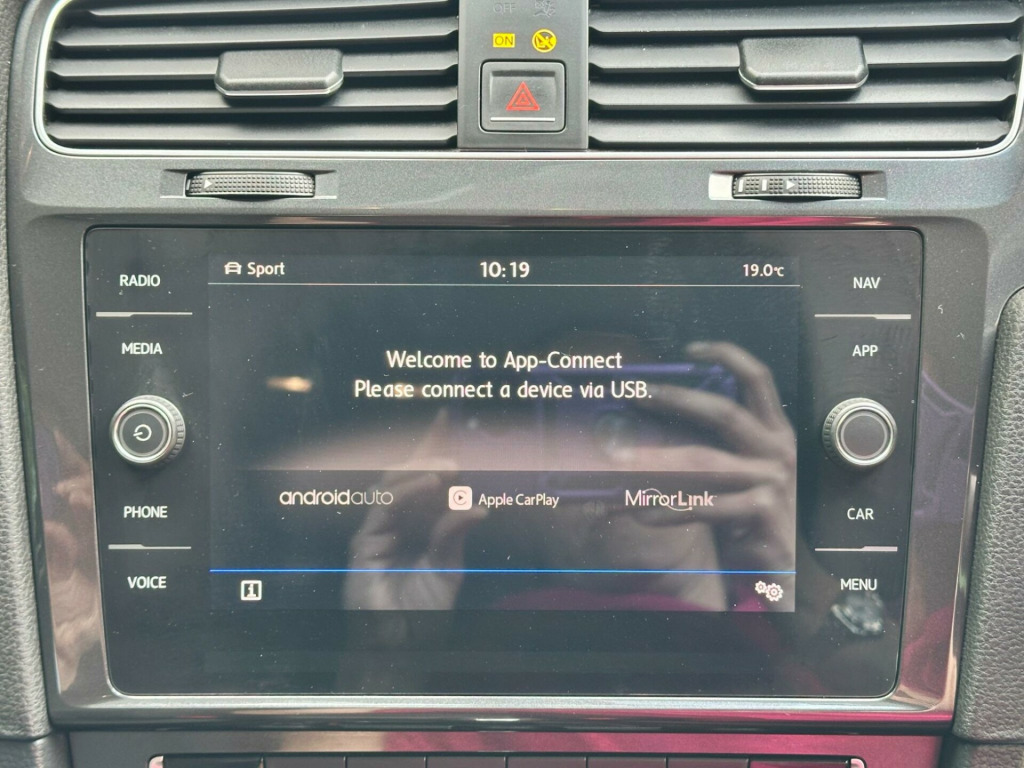 OFF
ON
Sport
10:19
19.0°C
RADIO
MEDIA
PHONE
VOICE
Welcome to App-Connect
Please connect a device via USB.
androidauto
Apple CarPlay
MirrorLink
NAV
APP
CAR
MENU